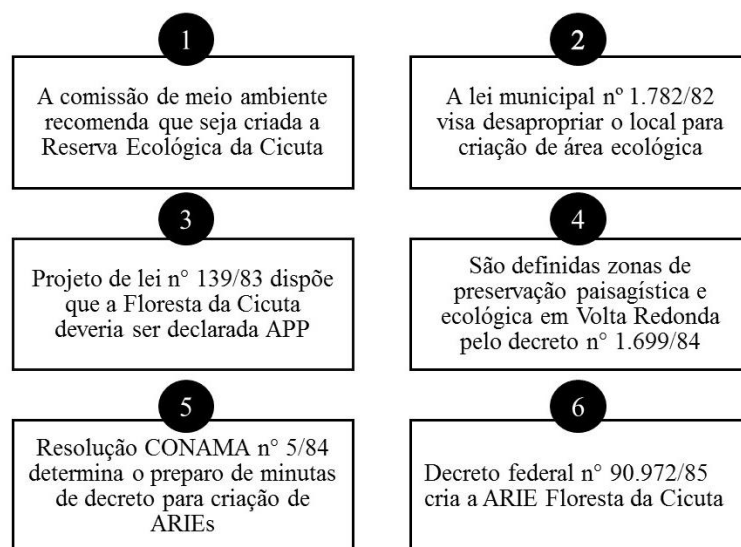 1
A comissão de meio ambiente
recomenda que seja criada a
Reserva Ecológica da Cicuta
2
A lei municipal nº 1.782/82
visa desapropriar o local para
criação de área ecológica
3
Projeto de lei n° 139/83 dispõe
que a Floresta da Cicuta
deveria ser declarada APP
4
São definidas zonas de
preservação paisagística e
ecológica em Volta Redonda
pelo decreto n° 1.699/84
5
Resolução CONAMA n° 5/84
determina o preparo de minutas
de decreto para criação de
ARIEs
6
Decreto federal n° 90.972/85
cria a ARIE Floresta da Cicuta